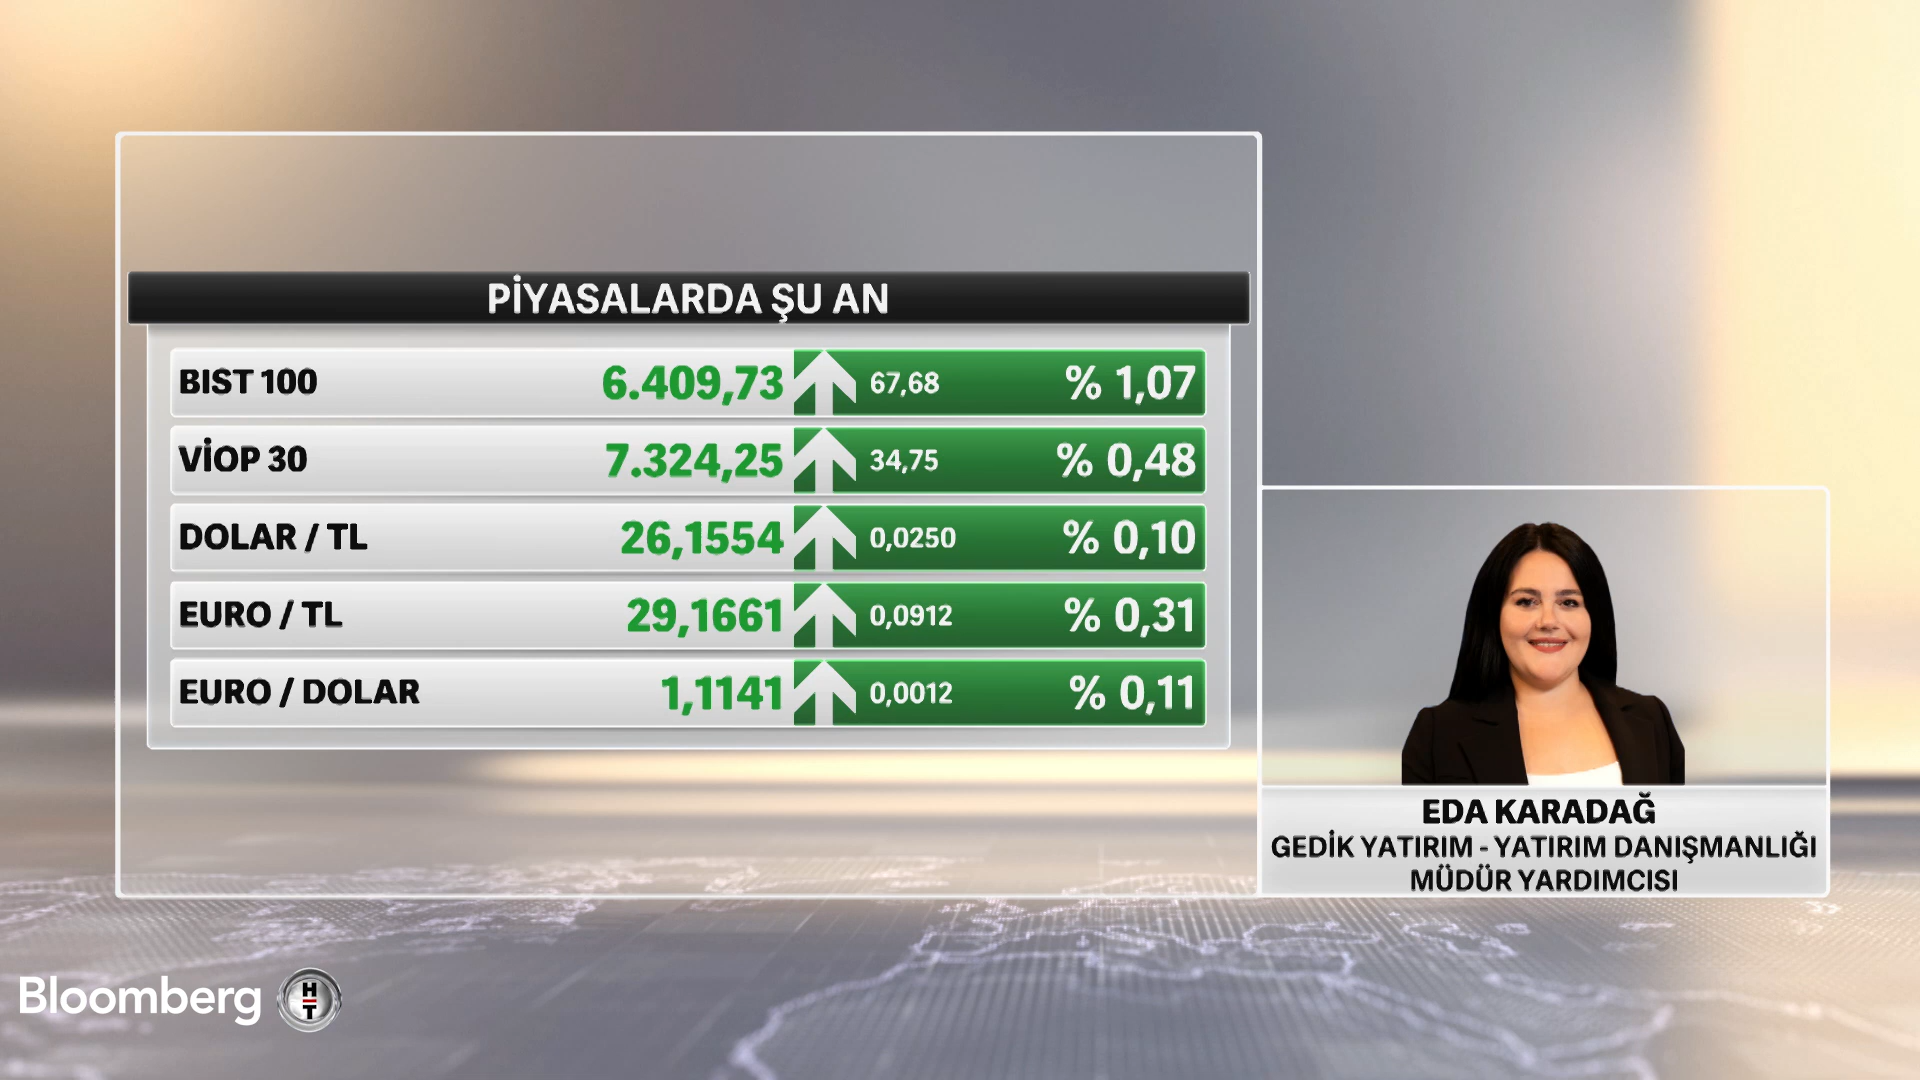 PİYASALARDA ŞU AN
BIST 100 6.409,73 67,68 % 1,07
VİOP 30 7.324,25 34,75 % 0,48
DOLAR / TL 26,1554 0,0250 % 0,10
EURO / TL 29,1661 0,0912 % 0,31
EURO / DOLAR 1,1141 0,0012 % 0,11
EDA KARADAĞ
GEDİK YATIRIM - YATIRIM DANIŞMANLIĞI
MÜDÜR YARDIMCISI
Bloomberg HT